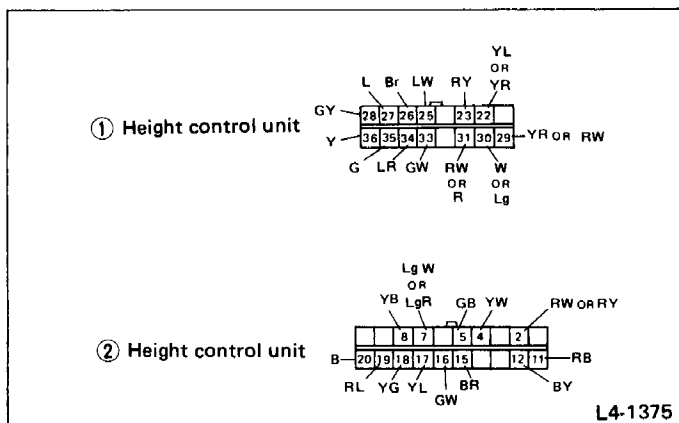 YL
OR
L Br LW RY YR
GY 28 27 26 25 23 22
① Height control unit
Y 36 35 34 33 31 30 29 YR OR RW
G LR GW RW W
OR OR
R Lg
Lg W
OR
YB LgR GB YW RW OR RY
8 7 5 4 2
② Height control unit
B 20 19 18 17 16 15 12 11 RB
RL YG YL GW BR BY
L4-1375